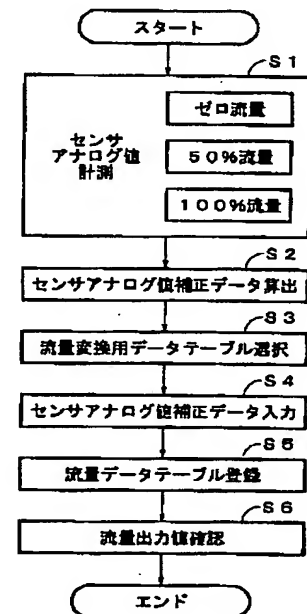 スタート
S1
センサ
アナログ値
計測
ゼロ流量
50%流量
100%流量
S2
センサアナログ値補正データ算出
S3
流量変換用データテーブル選択
S4
センサアナログ値補正データ入力
S5
流量データテーブル登録
S6
流量出力値確認
エンド